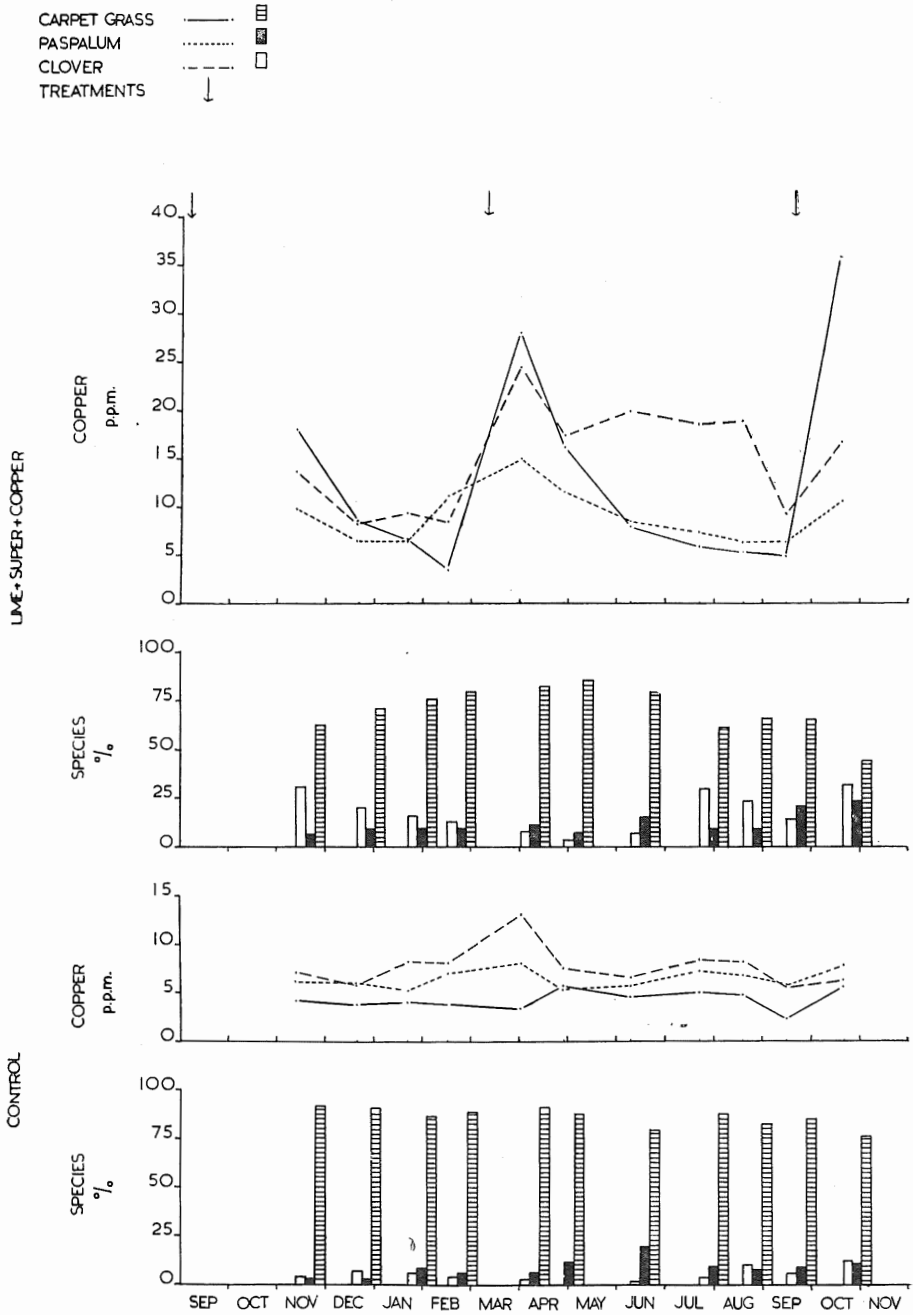 CARPET GRASS
PASPALUM
CLOVER
TREATMENTS
LIME + SUPER + COPPER
COPPER
p.p.m.
40
35
30
25
20
15
10
5
0
SPECIES
%
100
75
50
25
0
CONTROL
COPPER
p.p.m.
15
10
5
0
SPECIES
%
100
75
50
25
0
SEP OCT NOV DEC JAN FEB MAR APR MAY JUN JUL AUG SEP OCT NOV